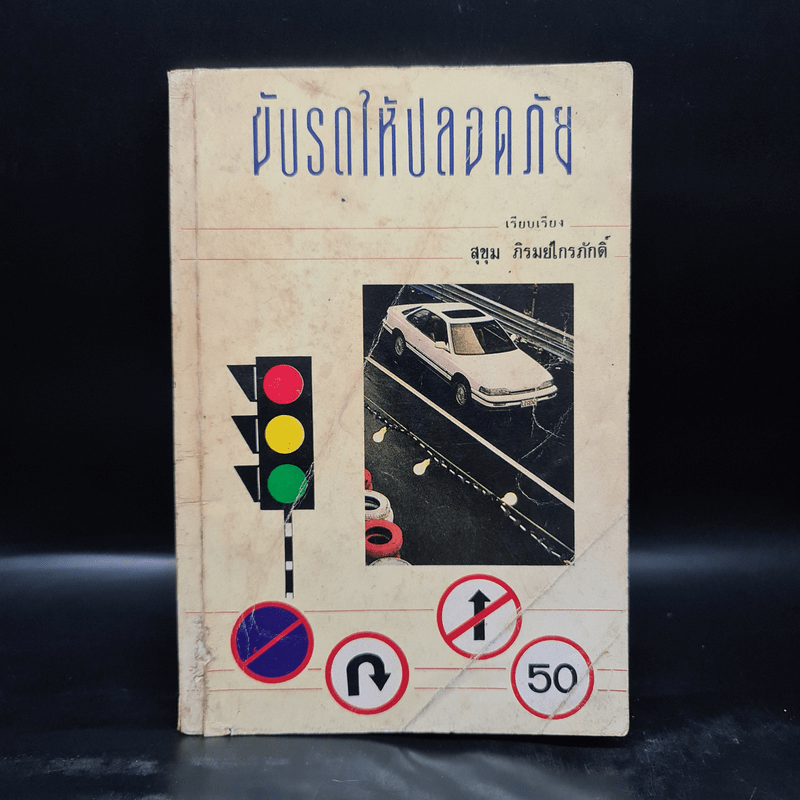 ขับรถให้ปลอดภัย
เรียบเรียง
สุขุม ภิรมย์ไกรภักดิ์
50